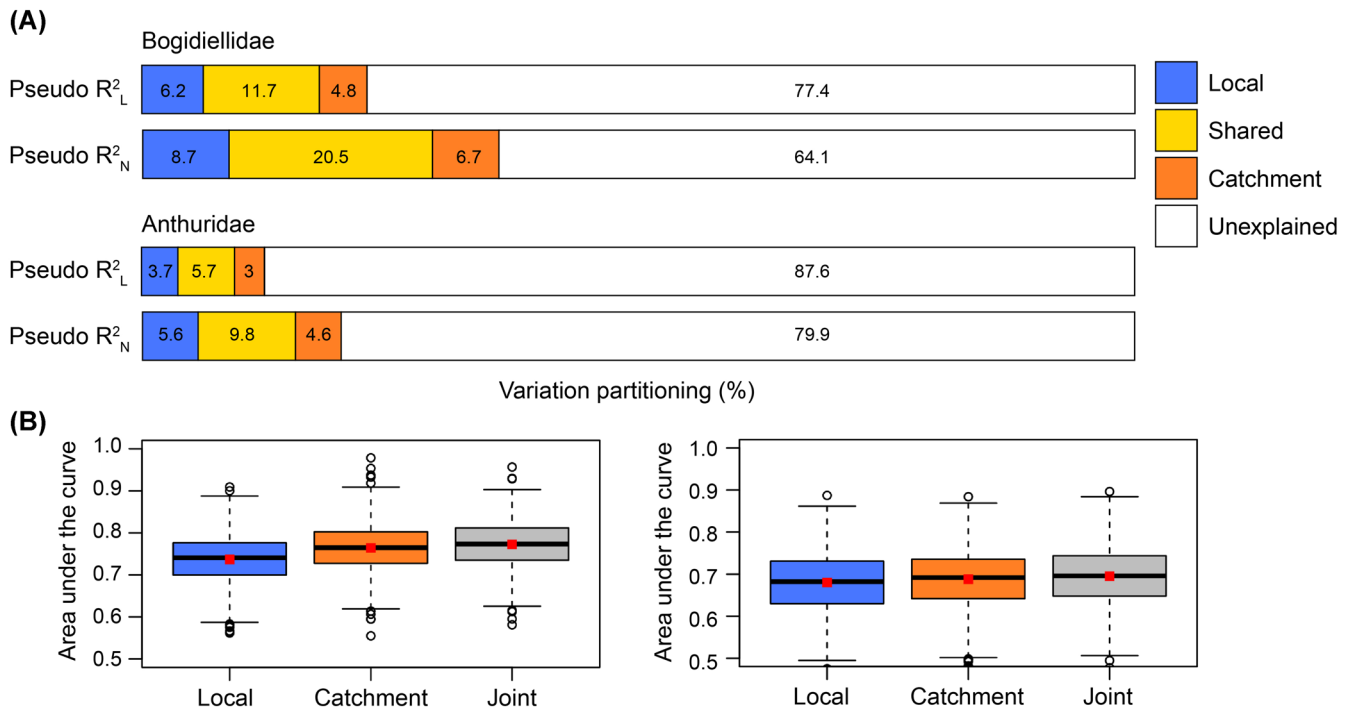 (A)
Bogidiellidae
Pseudo R²L 6.2 11.7 4.8 77.4
Pseudo R²N 8.7 20.5 6.7 64.1
Anthuridae
Pseudo R²L 3.7 5.7 3 87.6
Pseudo R²N 5.6 9.8 4.6 79.9
Variation partitioning (%)
Local
Shared
Catchment
Unexplained
(B)
Area under the curve
1.0
0.9
0.8
0.7
0.6
0.5
Local Catchment Joint
Area under the curve
1.0
0.9
0.8
0.7
0.6
0.5
Local Catchment Joint